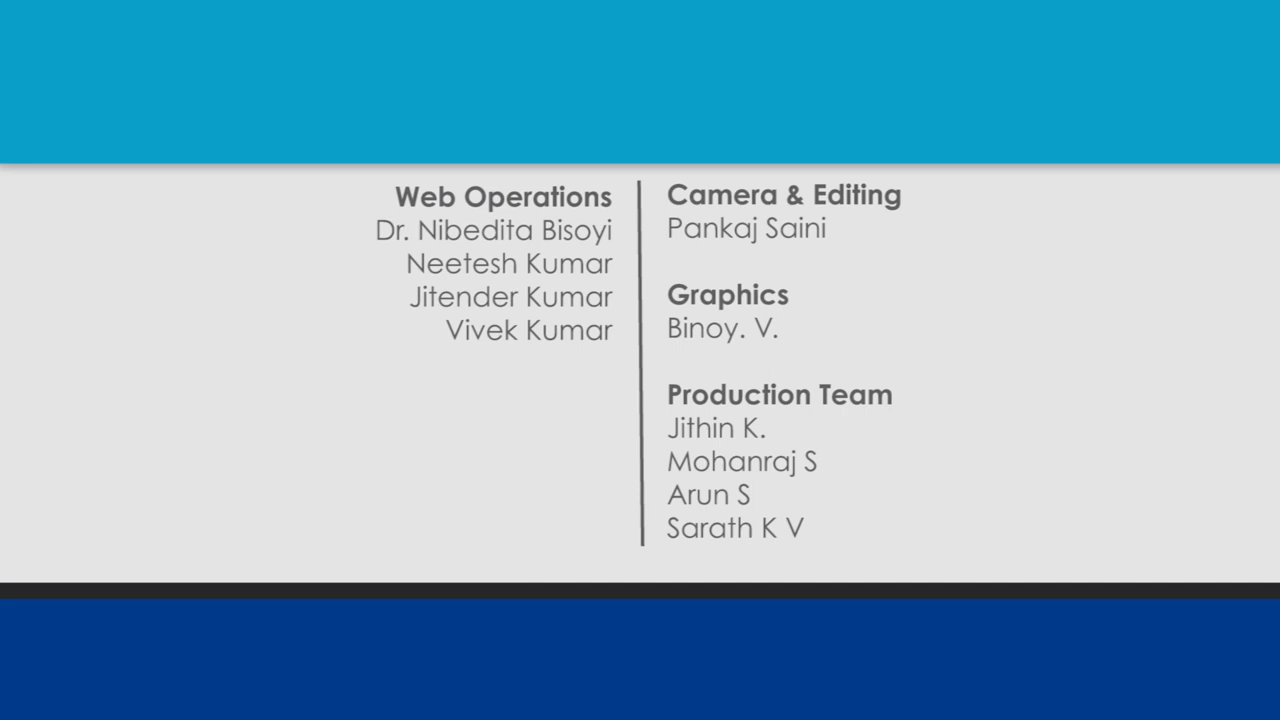 Web Operations
Dr. Nibedita Bisoyi
Neetesh Kumar
Jitender Kumar
Vivek Kumar
Camera & Editing
Pankaj Saini
Graphics
Binoy. V.
Production Team
Jithin K.
Mohanraj S
Arun S
Sarath K V